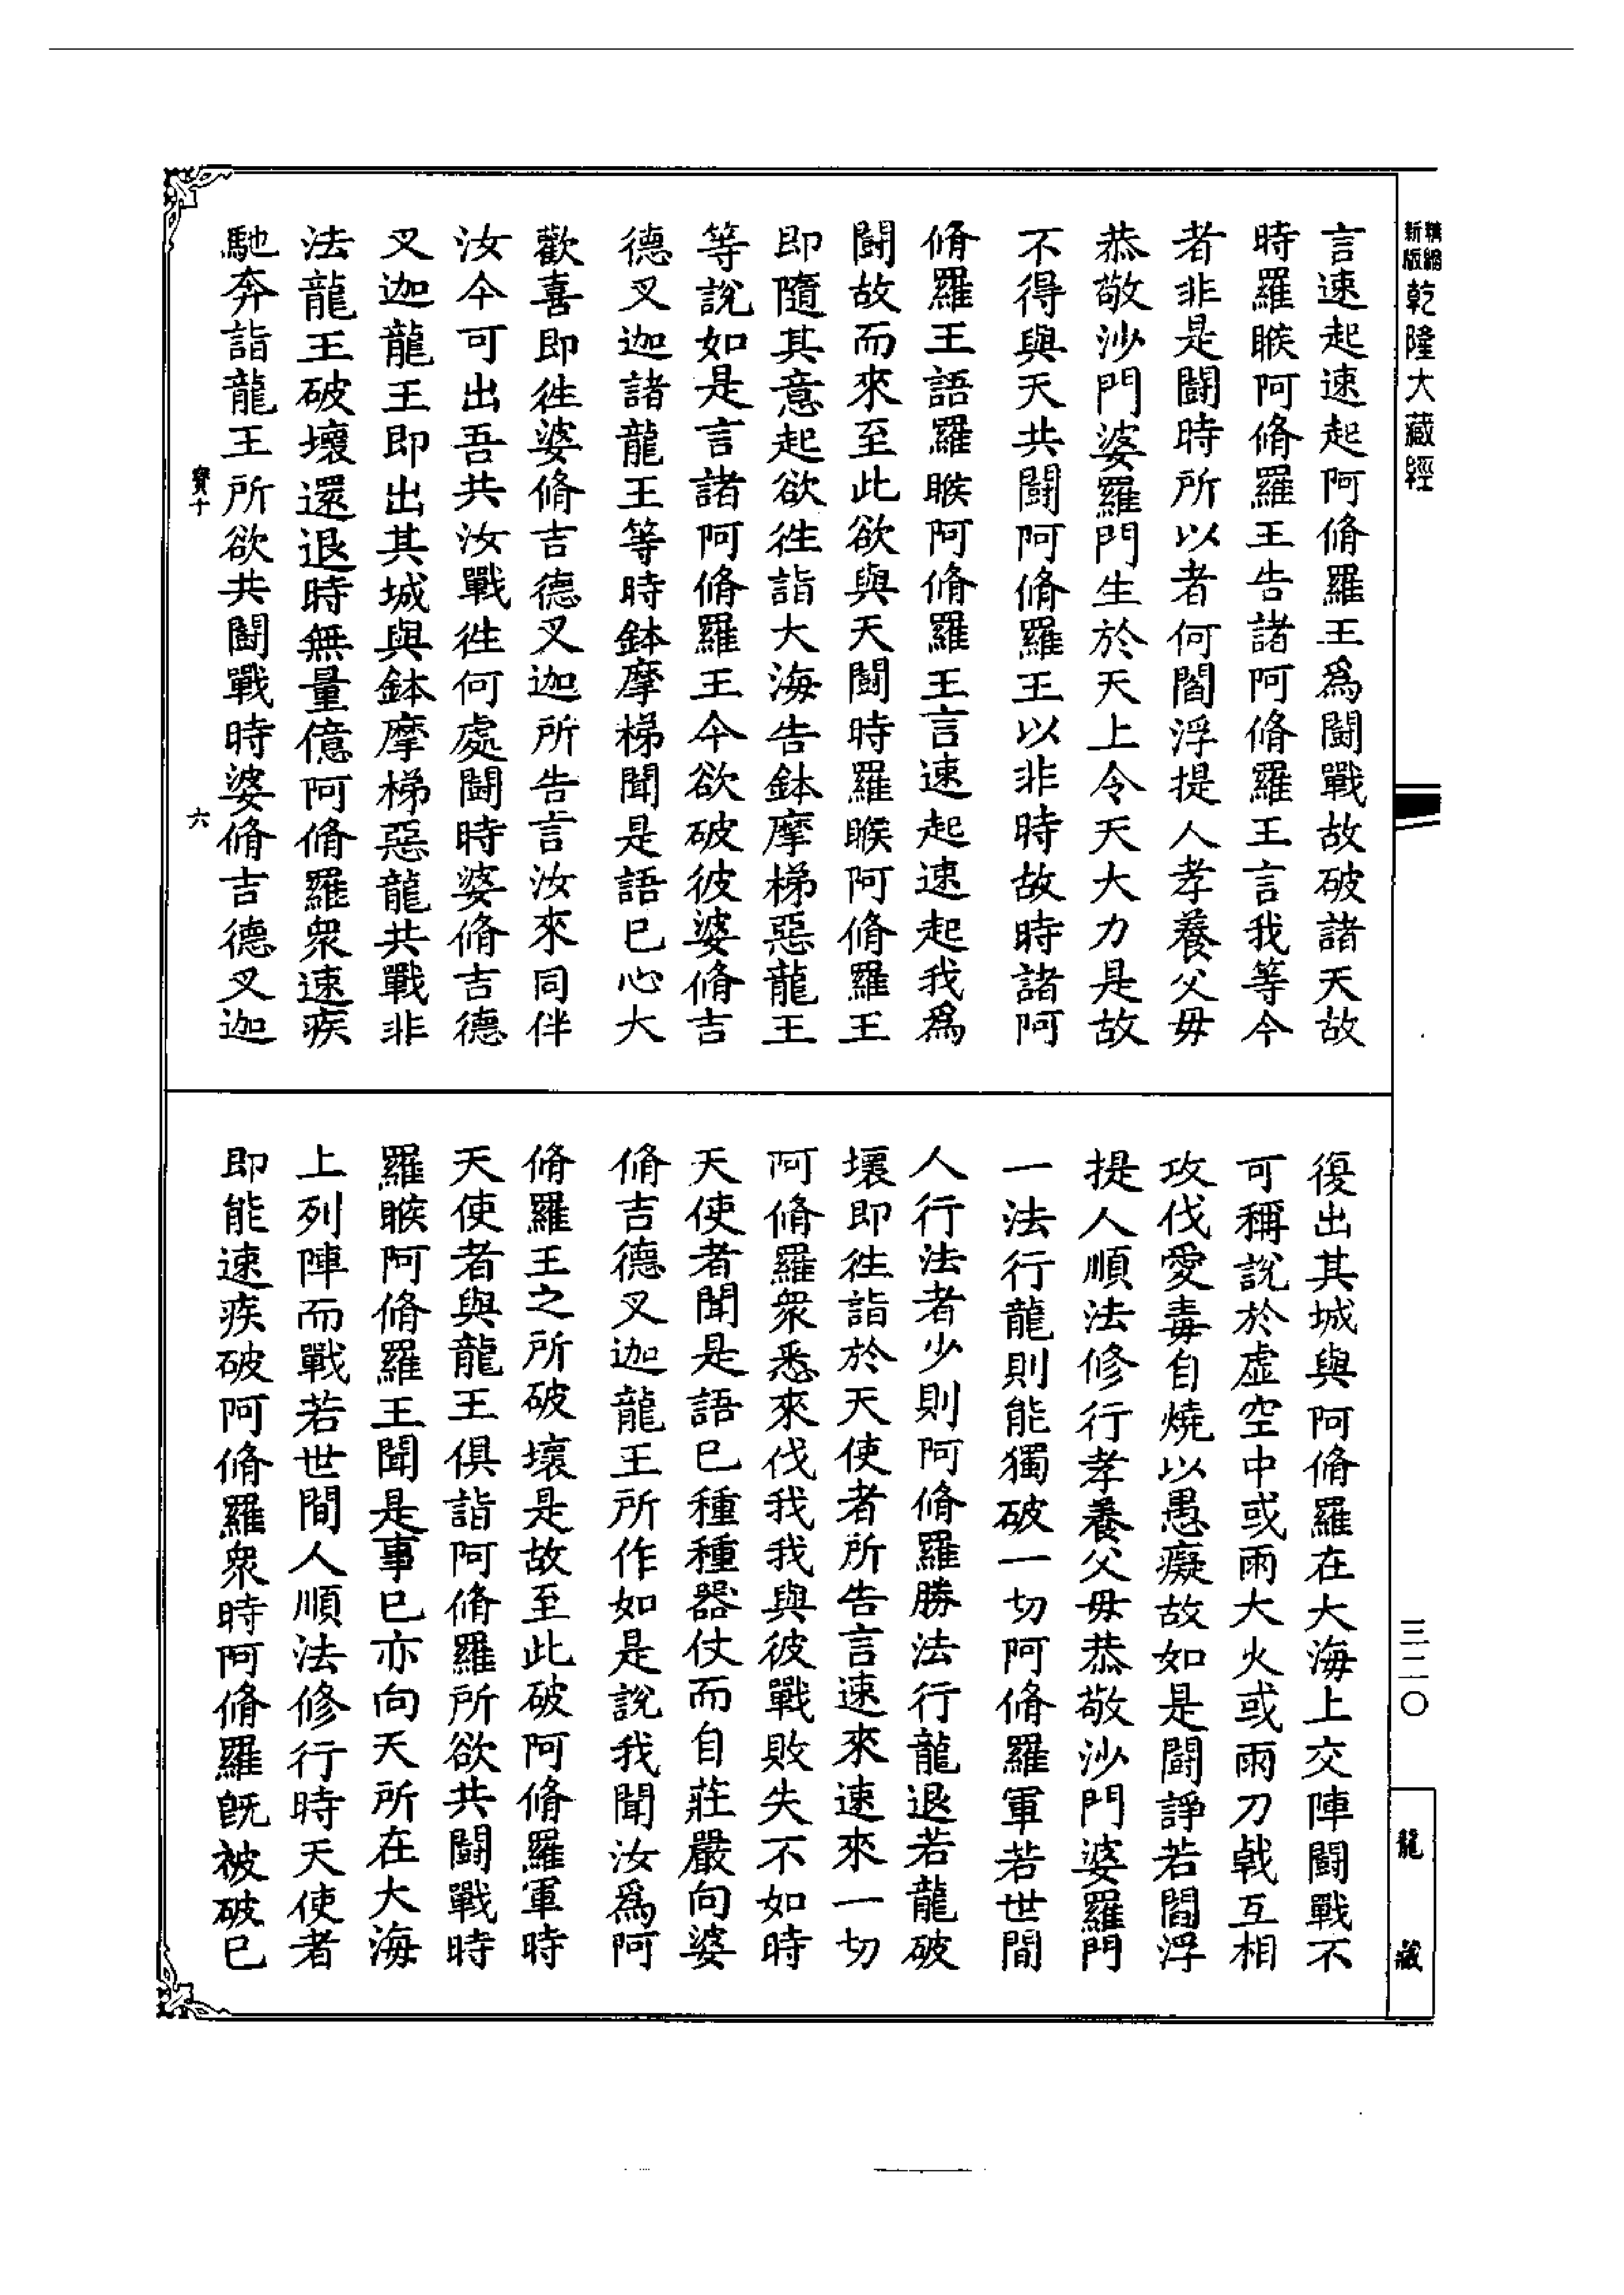 精繕
新版
乾隆大藏經
言速起速起阿脩羅王為鬭戰故破諸天故
時羅睺阿脩羅王告諸阿脩羅王言我等今
者非是鬭時所以者何閻浮提人孝養父母
恭敬沙門婆羅門生於天上令天大力是故
不得與天共鬭阿脩羅王以非時故時諸阿
脩羅王語羅睺阿脩羅王言速起速起我為
鬭故而來至此欲與天鬭時羅睺阿脩羅王
即隨其意起欲徃詣大海告鉢摩梯惡龍王
等說如是言諸阿脩羅王今欲破彼婆脩吉
德叉迦諸龍王等時鉢摩梯聞是語已心大
歡喜即徃婆脩吉德叉迦所告言汝來同伴
汝今可出吾共汝戰徃何處鬭時婆脩吉德
叉迦龍王即出其城與鉢摩梯惡龍共戰非
法龍王破壞還退時無量億阿脩羅衆速疾
馳奔詣龍王所欲共鬭戰時婆脩吉德叉迦
寶十
六
復出其城與阿脩羅在大海上交陣鬭戰不
可稱說於虛空中或雨大火或雨刀戟互相
攻伐愛毒自燒以愚癡故如是鬭諍若閻浮
提人順法修行孝養父母恭敬沙門婆羅門
一法行龍則能獨破一切阿脩羅軍若世間
人行法者少則阿脩羅勝法行龍退若龍破
壞即徃詣於天使者所告言速來速來一切
阿脩羅衆悉來伐我我與彼戰敗失不如時
天使者聞是語已種種器仗而自莊嚴向婆
脩吉德叉迦龍王所作如是說我聞汝為阿
脩羅王之所破壞是故至此破阿脩羅軍時
天使者與龍王俱詣阿脩羅所欲共鬭戰時
羅睺阿脩羅王聞是事已亦向天所在大海
上列陣而戰若世間人順法修行時天使者
即能速疾破阿脩羅衆時阿脩羅既被破已
三二〇
龍藏